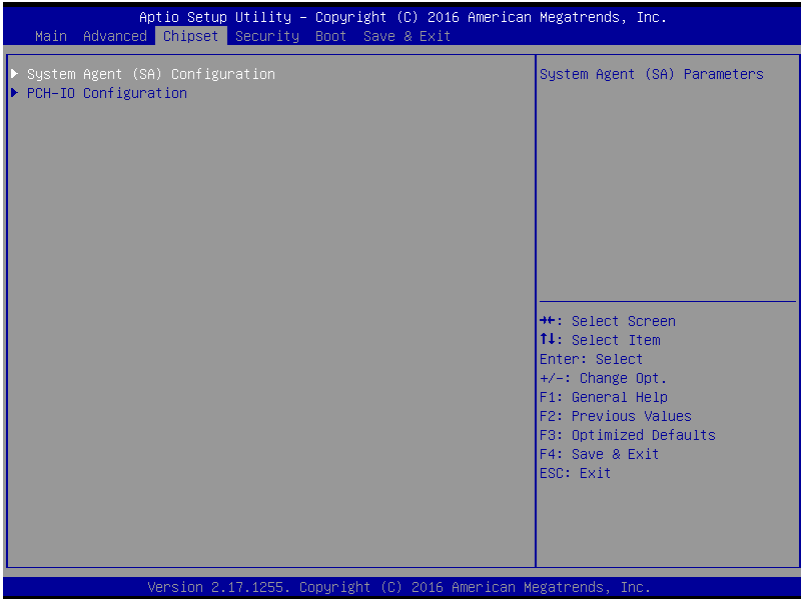 Aptio Setup Utility – Copyright (C) 2016 American Megatrends, Inc.
Main Advanced Chipset Security Boot Save & Exit
System Agent (SA) Configuration
PCH-IO Configuration
System Agent (SA) Parameters
→←: Select Screen
↑↓: Select Item
Enter: Select
+/-: Change Opt.
F1: General Help
F2: Previous Values
F3: Optimized Defaults
F4: Save & Exit
ESC: Exit
Version 2.17.1255. Copyright (C) 2016 American Megatrends, Inc.